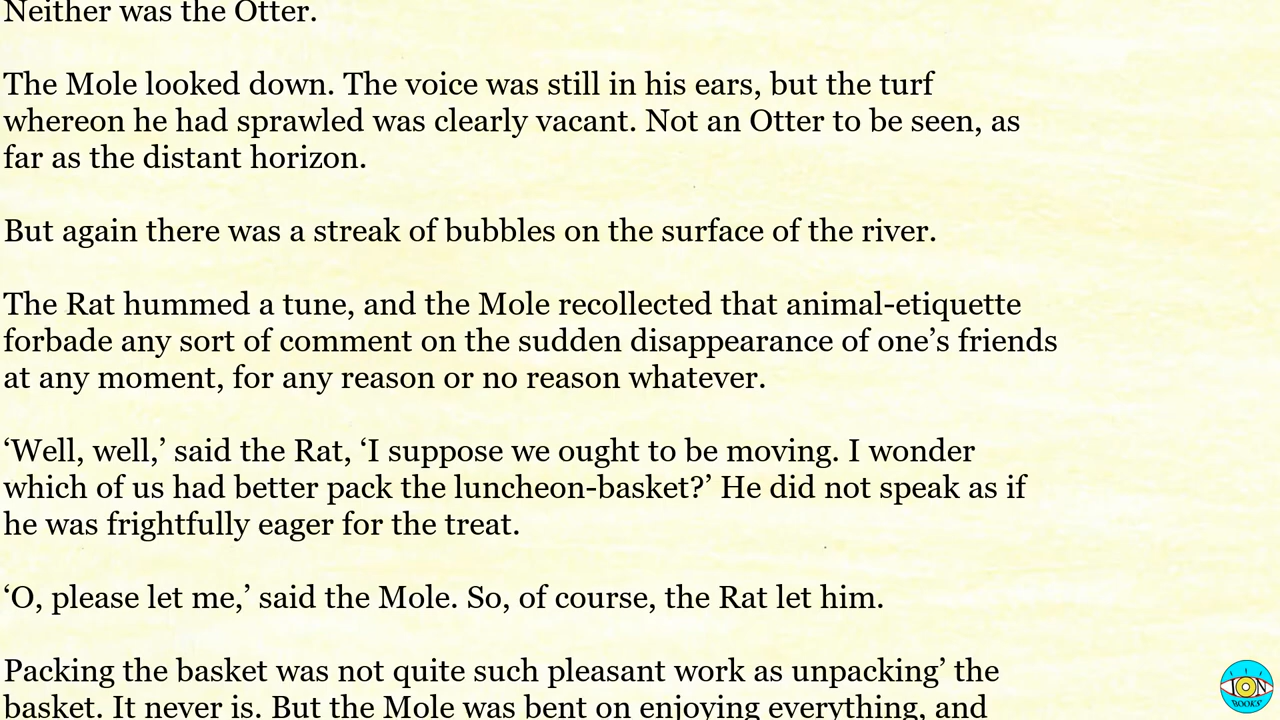 Neither was the Otter.
The Mole looked down. The voice was still in his ears, but the turf
whereon he had sprawled was clearly vacant. Not an Otter to be seen, as
far as the distant horizon.
But again there was a streak of bubbles on the surface of the river.
The Rat hummed a tune, and the Mole recollected that animal-etiquette
forbade any sort of comment on the sudden disappearance of one’s friends
at any moment, for any reason or no reason whatever.
‘Well, well,’ said the Rat, ‘I suppose we ought to be moving. I wonder
which of us had better pack the luncheon-basket?’ He did not speak as if
he was frightfully eager for the treat.
‘O, please let me,’ said the Mole. So, of course, the Rat let him.
Packing the basket was not quite such pleasant work as unpacking’ the
basket. It never is. But the Mole was bent on enjoying everything, and
ION
BOOKS